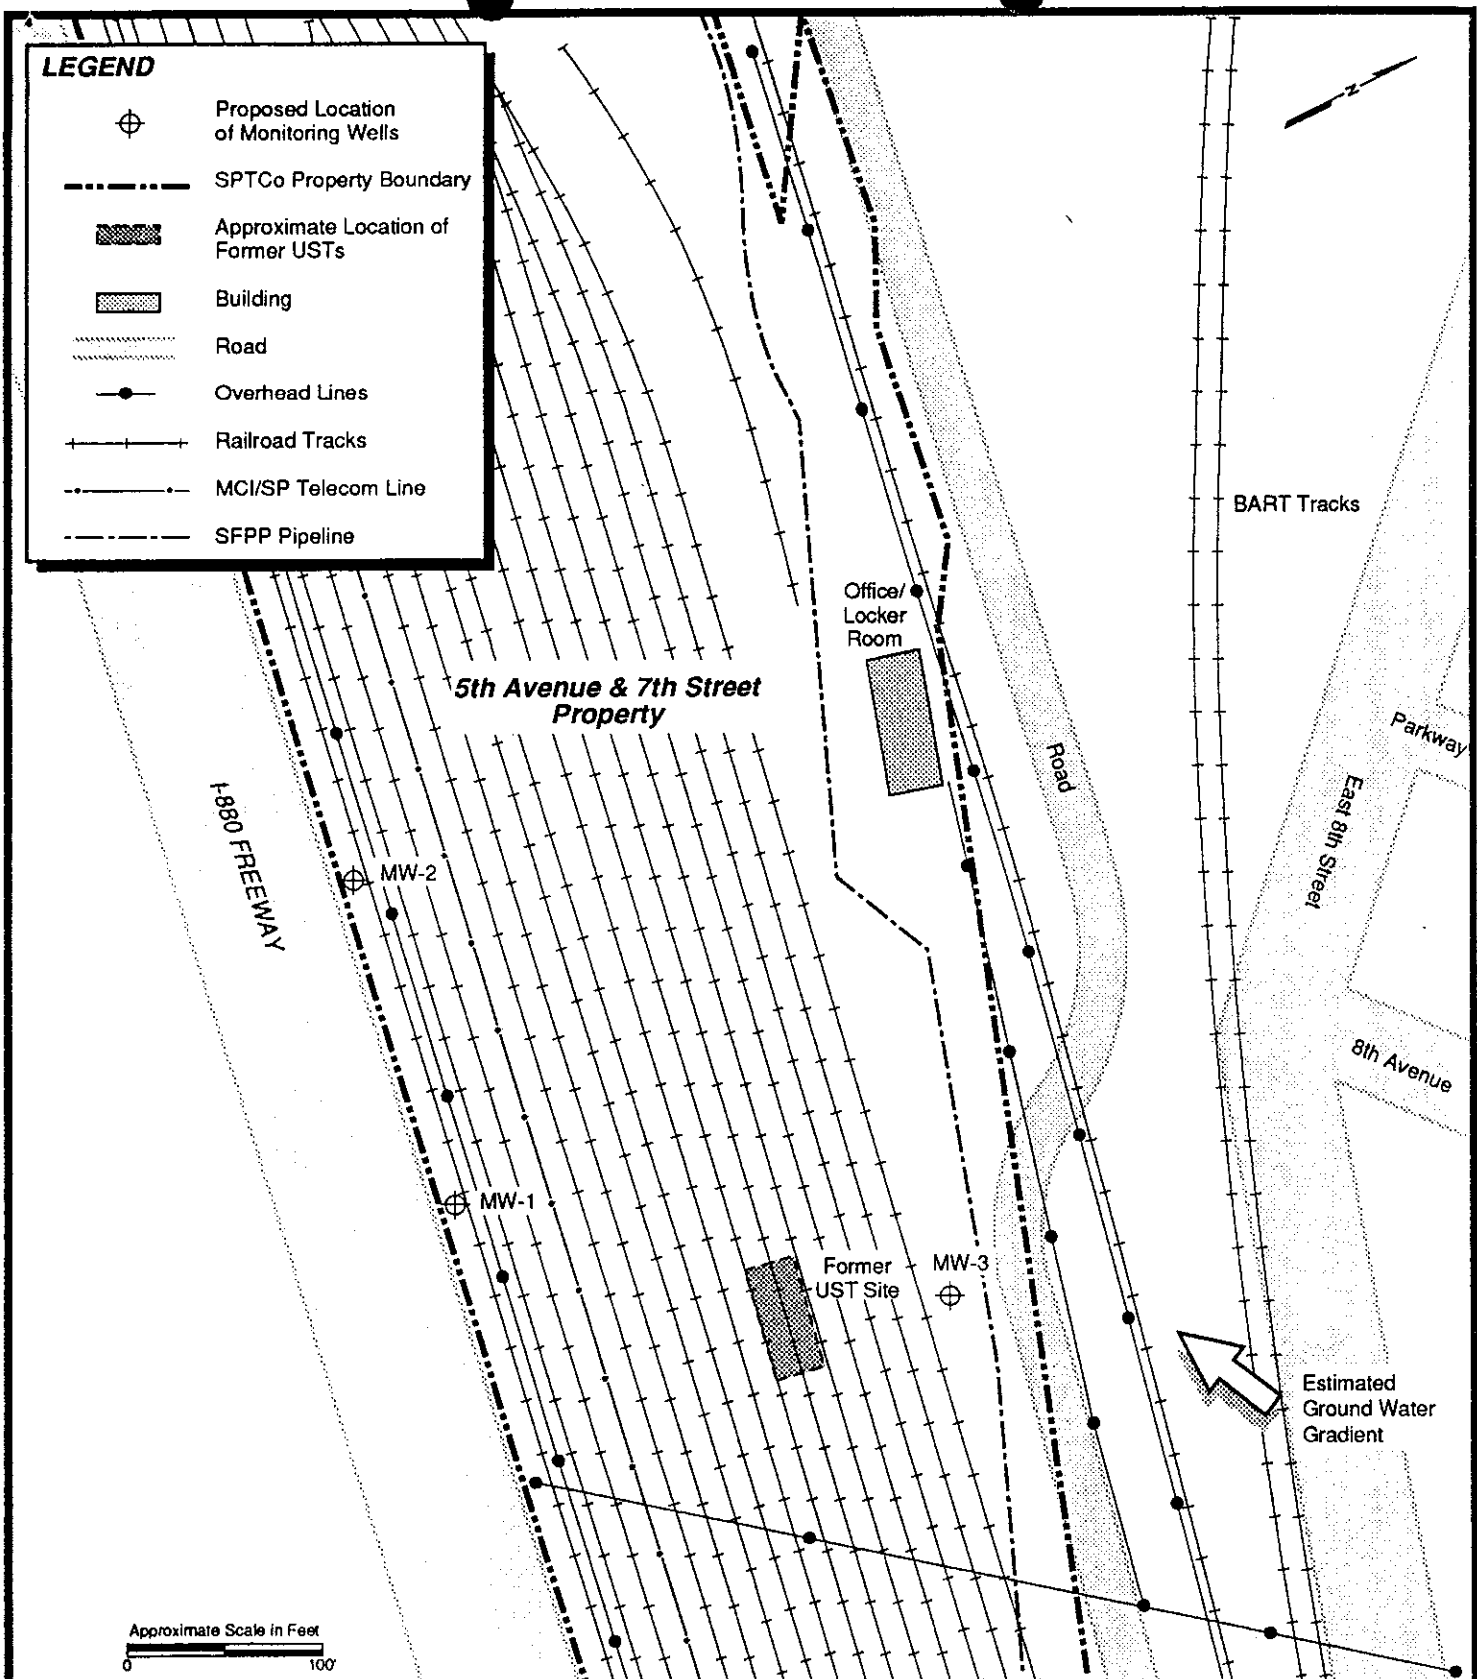 LEGEND
Proposed Location
of Monitoring Wells
SPTCo Property Boundary
Approximate Location of
Former USTs
Building
Road
Overhead Lines
Railroad Tracks
MCI/SP Telecom Line
SFPP Pipeline
N
BART Tracks
Office/
Locker
Room
5th Avenue & 7th Street
Property
Parkway
Road
East 8th Street
I-880 FREEWAY
MW-2
8th Avenue
MW-1
Former
UST Site
MW-3
Estimated
Ground Water
Gradient
Approximate Scale in Feet
0 100'